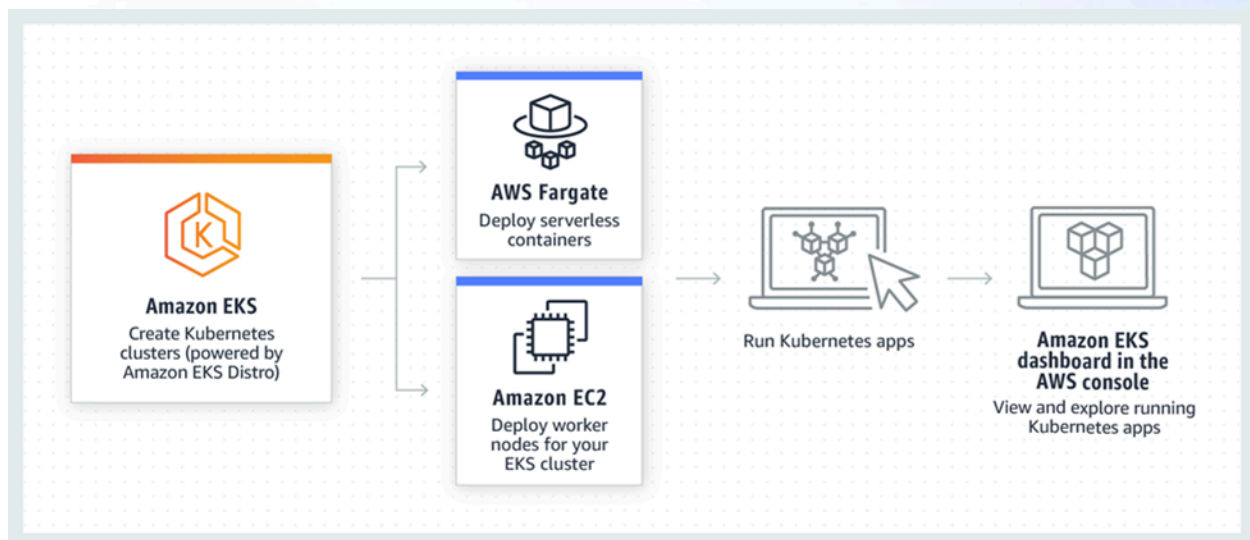 K
Amazon EKS
Create Kubernetes
clusters (powered by
Amazon EKS Distro)
AWS Fargate
Deploy serverless
containers
Amazon EC2
Deploy worker
nodes for your
EKS cluster
Run Kubernetes apps
Amazon EKS
dashboard in the
AWS console
View and explore running
Kubernetes apps